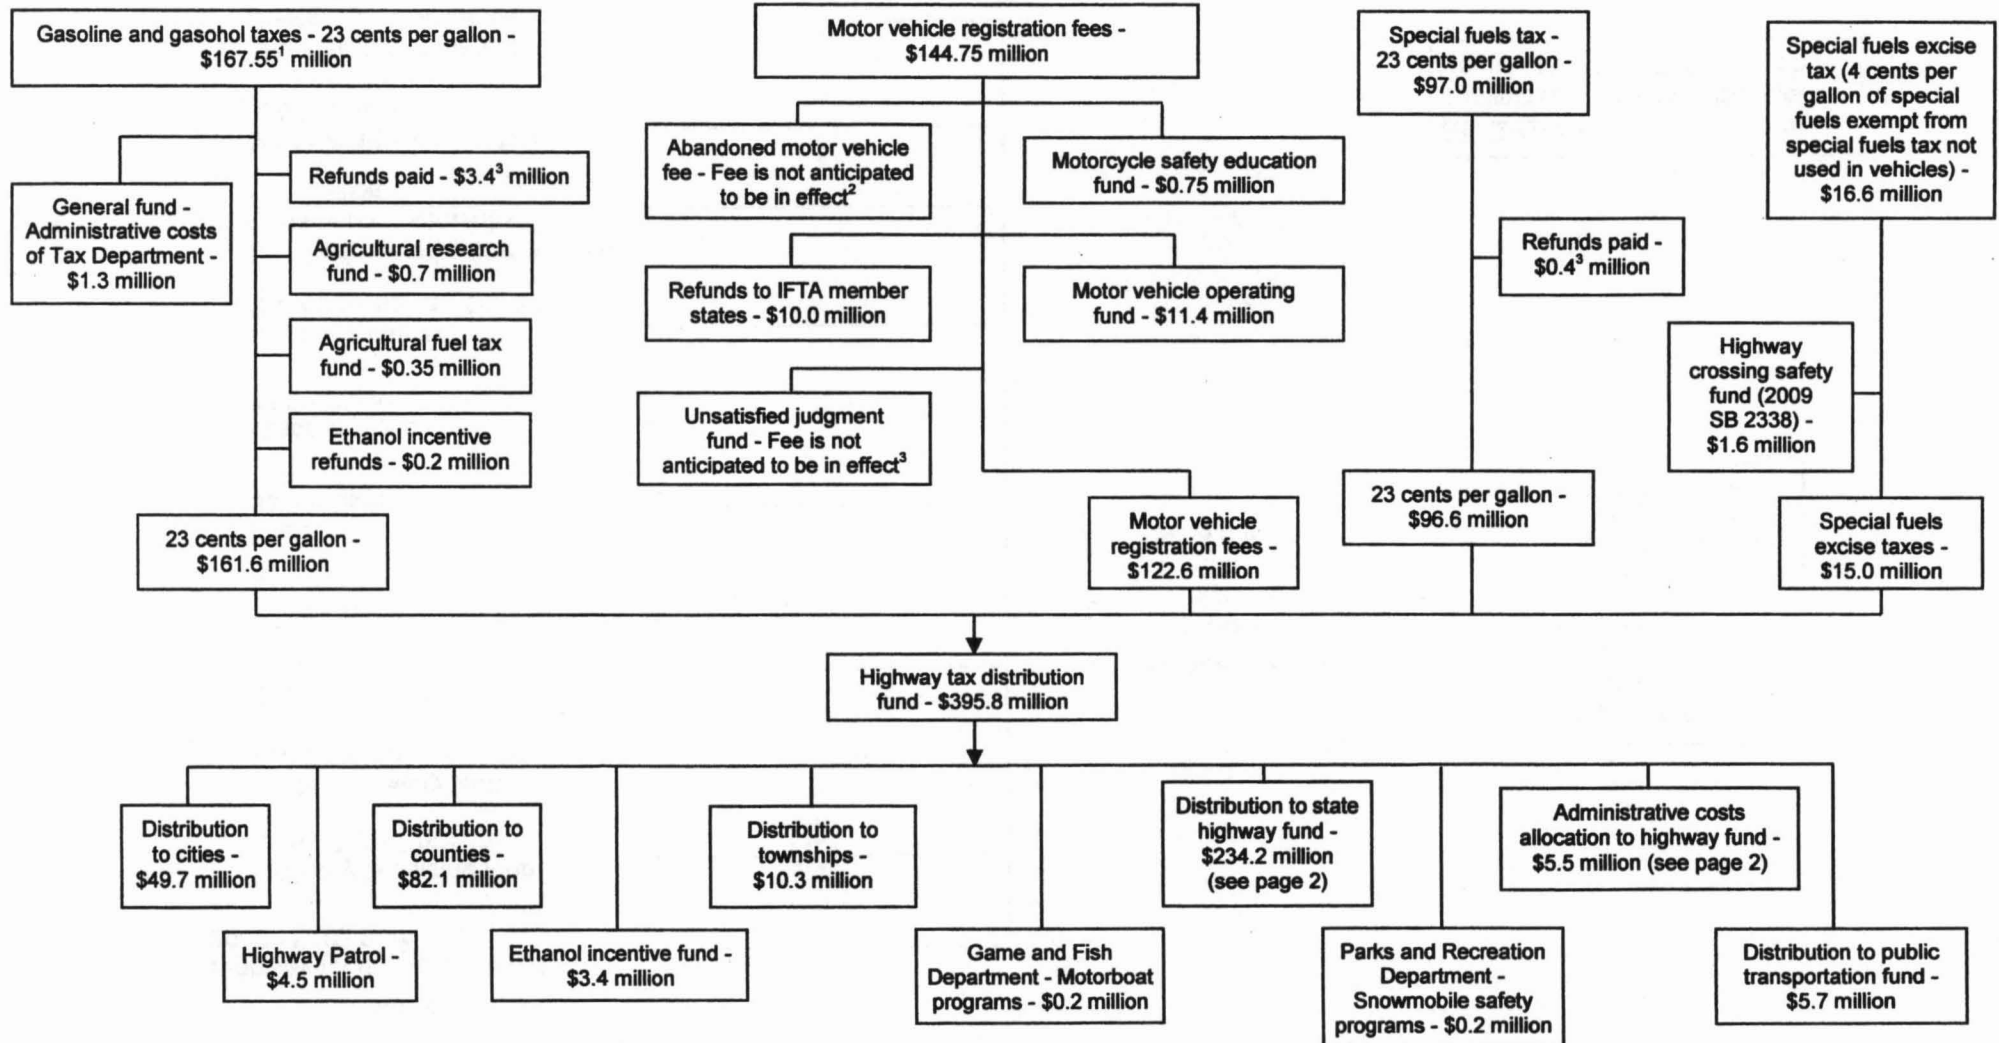 Gasoline and gasohol taxes - 23 cents per gallon -
$167.55¹ million
Motor vehicle registration fees -
$144.75 million
Special fuels tax -
23 cents per gallon -
$97.0 million
Special fuels excise
tax (4 cents per
gallon of special
fuels exempt from
special fuels tax not
used in vehicles) -
$16.6 million
General fund -
Administrative costs
of Tax Department -
$1.3 million
Refunds paid - $3.4³ million
Agricultural research
fund - $0.7 million
Agricultural fuel tax
fund - $0.35 million
Ethanol incentive
refunds - $0.2 million
23 cents per gallon -
$161.6 million
Abandoned motor vehicle
fee - Fee is not anticipated
to be in effect²
Motorcycle safety education
fund - $0.75 million
Refunds to IFTA member
states - $10.0 million
Motor vehicle operating
fund - $11.4 million
Unsatisfied judgment
fund - Fee is not
anticipated to be in effect³
Motor vehicle
registration fees -
$122.6 million
Refunds paid -
$0.4³ million
23 cents per gallon -
$96.6 million
Highway
crossing safety
fund (2009
SB 2338) -
$1.6 million
Special fuels
excise taxes -
$15.0 million
Highway tax distribution
fund - $395.8 million
Distribution
to cities -
$49.7 million
Highway Patrol -
$4.5 million
Distribution to
counties -
$82.1 million
Ethanol incentive fund -
$3.4 million
Distribution to
townships -
$10.3 million
Game and Fish
Department - Motorboat
programs - $0.2 million
Distribution to state
highway fund -
$234.2 million
(see page 2)
Parks and Recreation
Department -
Snowmobile safety
programs - $0.2 million
Administrative costs
allocation to highway fund -
$5.5 million (see page 2)
Distribution to public
transportation fund -
$5.7 million